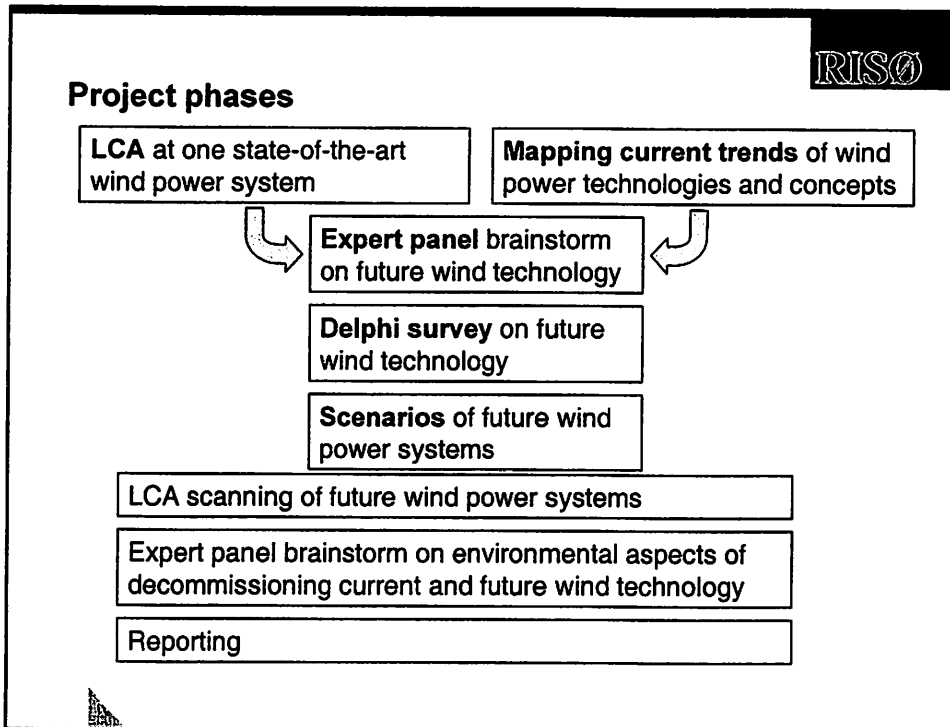 RISØ
Project phases
LCA at one state-of-the-art
wind power system
Mapping current trends of wind
power technologies and concepts
Expert panel brainstorm
on future wind technology
Delphi survey on future
wind technology
Scenarios of future wind
power systems
LCA scanning of future wind power systems
Expert panel brainstorm on environmental aspects of
decommissioning current and future wind technology
Reporting